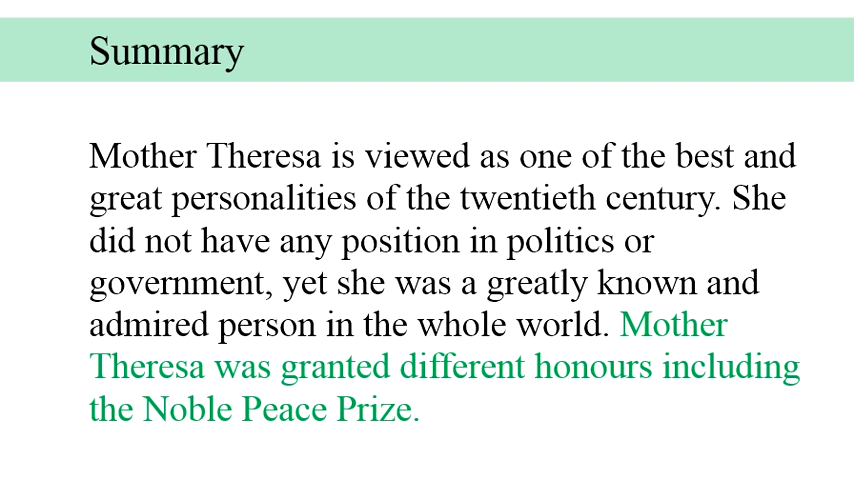 Summary
Mother Theresa is viewed as one of the best and
great personalities of the twentieth century. She
did not have any position in politics or
government, yet she was a greatly known and
admired person in the whole world. Mother
Theresa was granted different honours including
the Noble Peace Prize.